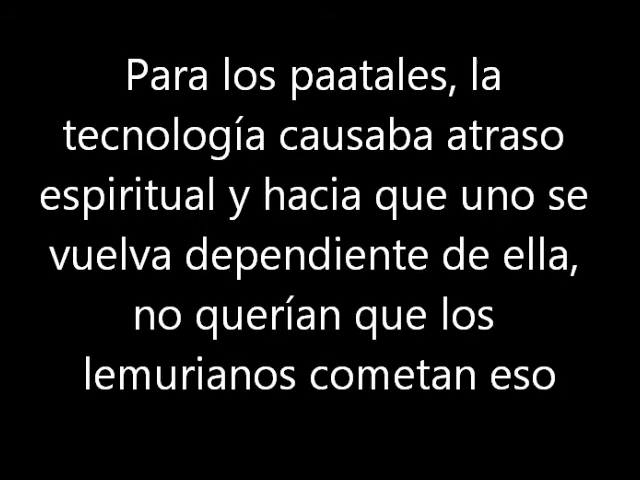 Para los paatales, la
tecnología causaba atraso
espiritual y hacia que uno se
vuelva dependiente de ella,
no querían que los
lemurianos cometan eso